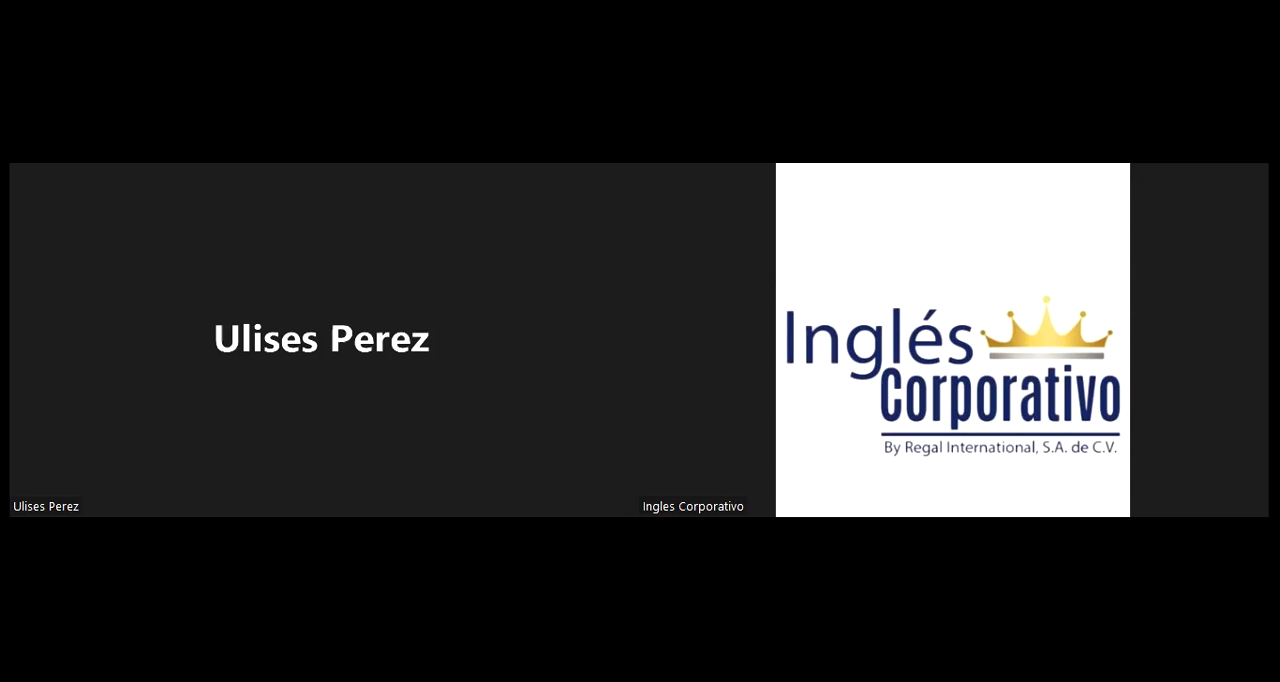 Ulises Perez
Inglés
Corporativo
By Regal International, S.A. de C.V.
Ulises Perez
Ingles Corporativo